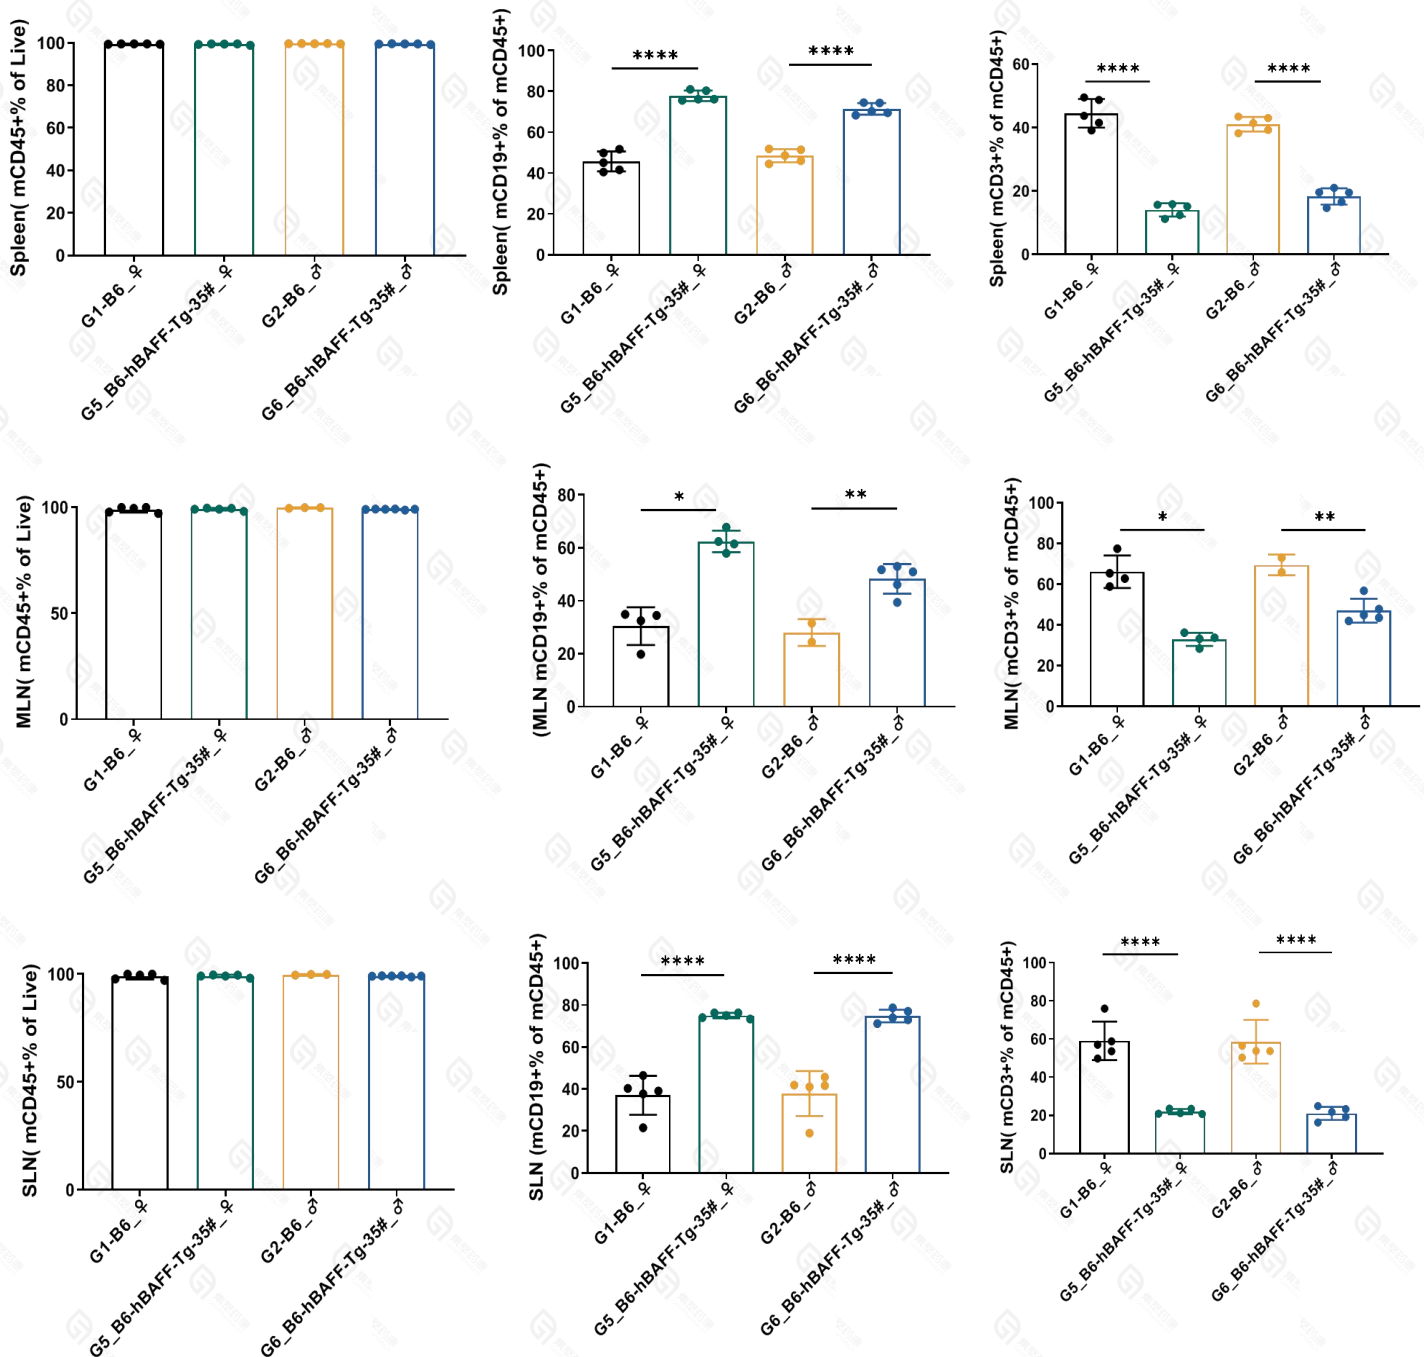 Spleen( mCD45+% of Live)
100
80
60
40
20
0
G1-B6_♀
G5_B6-hBAFF-Tg-35#_♀
G2-B6_♂
G6_B6-hBAFF-Tg-35#_♂
Spleen( mCD19+% of mCD45+)
100
80
60
40
20
0
****
****
G1-B6_♀
G5_B6-hBAFF-Tg-35#_♀
G2-B6_♂
G6_B6-hBAFF-Tg-35#_♂
Spleen( mCD3+% of mCD45+)
60
40
20
0
****
****
G1-B6_♀
G5_B6-hBAFF-Tg-35#_♀
G2-B6_♂
G6_B6-hBAFF-Tg-35#_♂
MLN( mCD45+% of Live)
100
50
0
G1-B6_♀
G5_B6-hBAFF-Tg-35#_♀
G2-B6_♂
G6_B6-hBAFF-Tg-35#_♂
(MLN mCD19+% of mCD45+)
80
60
40
20
0
*
**
G1-B6_♀
G5_B6-hBAFF-Tg-35#_♀
G2-B6_♂
G6_B6-hBAFF-Tg-35#_♂
MLN( mCD3+% of mCD45+)
100
80
60
40
20
0
*
**
G1-B6_♀
G5_B6-hBAFF-Tg-35#_♀
G2-B6_♂
G6_B6-hBAFF-Tg-35#_♂
SLN( mCD45+% of Live)
100
50
0
G1-B6_♀
G5_B6-hBAFF-Tg-35#_♀
G2-B6_♂
G6_B6-hBAFF-Tg-35#_♂
SLN (mCD19+% of mCD45+)
100
80
60
40
20
0
****
****
G1-B6_♀
G5_B6-hBAFF-Tg-35#_♀
G2-B6_♂
G6_B6-hBAFF-Tg-35#_♂
SLN( mCD3+% of mCD45+)
100
80
60
40
20
0
****
****
G1-B6_♀
G5_B6-hBAFF-Tg-35#_♀
G2-B6_♂
G6_B6-hBAFF-Tg-35#_♂